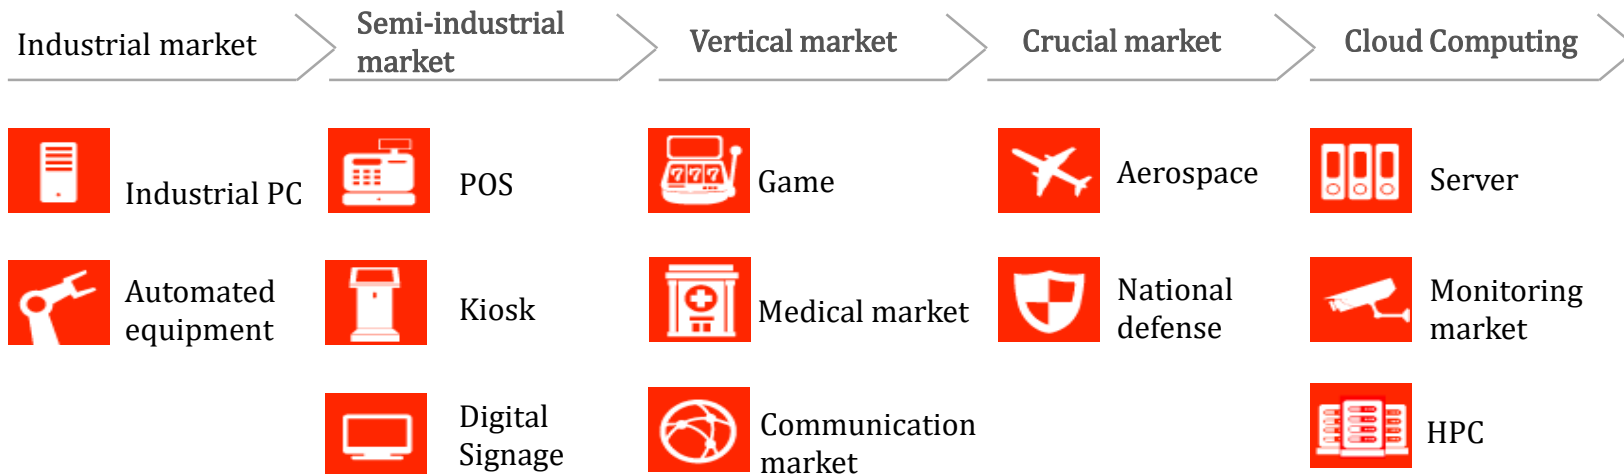 Industrial market
Semi-industrial
market
Vertical market
Crucial market
Cloud Computing
Industrial PC
POS
777
Game
Aerospace
Server
Automated
equipment
Kiosk
Medical market
National
defense
Monitoring
market
Digital
Signage
Communication
market
HPC